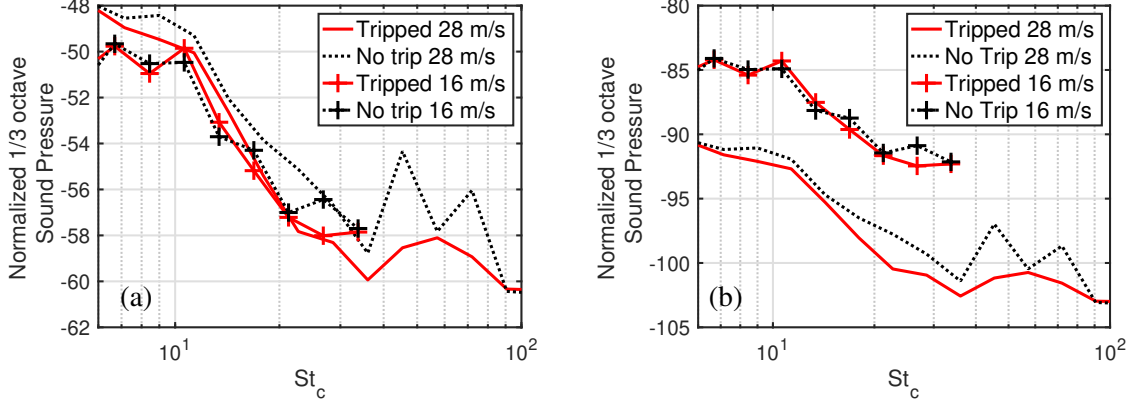 Normalized 1/3 octave
Sound Pressure
-48
-50
-52
-54
-56
-58
-60
-62
Tripped 28 m/s
No trip 28 m/s
Tripped 16 m/s
No trip 16 m/s
(a)
10^1
10^2
St_c
Normalized 1/3 octave
Sound Pressure
-80
-85
-90
-95
-100
-105
Tripped 28 m/s
No trip 28 m/s
Tripped 16 m/s
No Trip 16 m/s
(b)
10^1
10^2
St_c